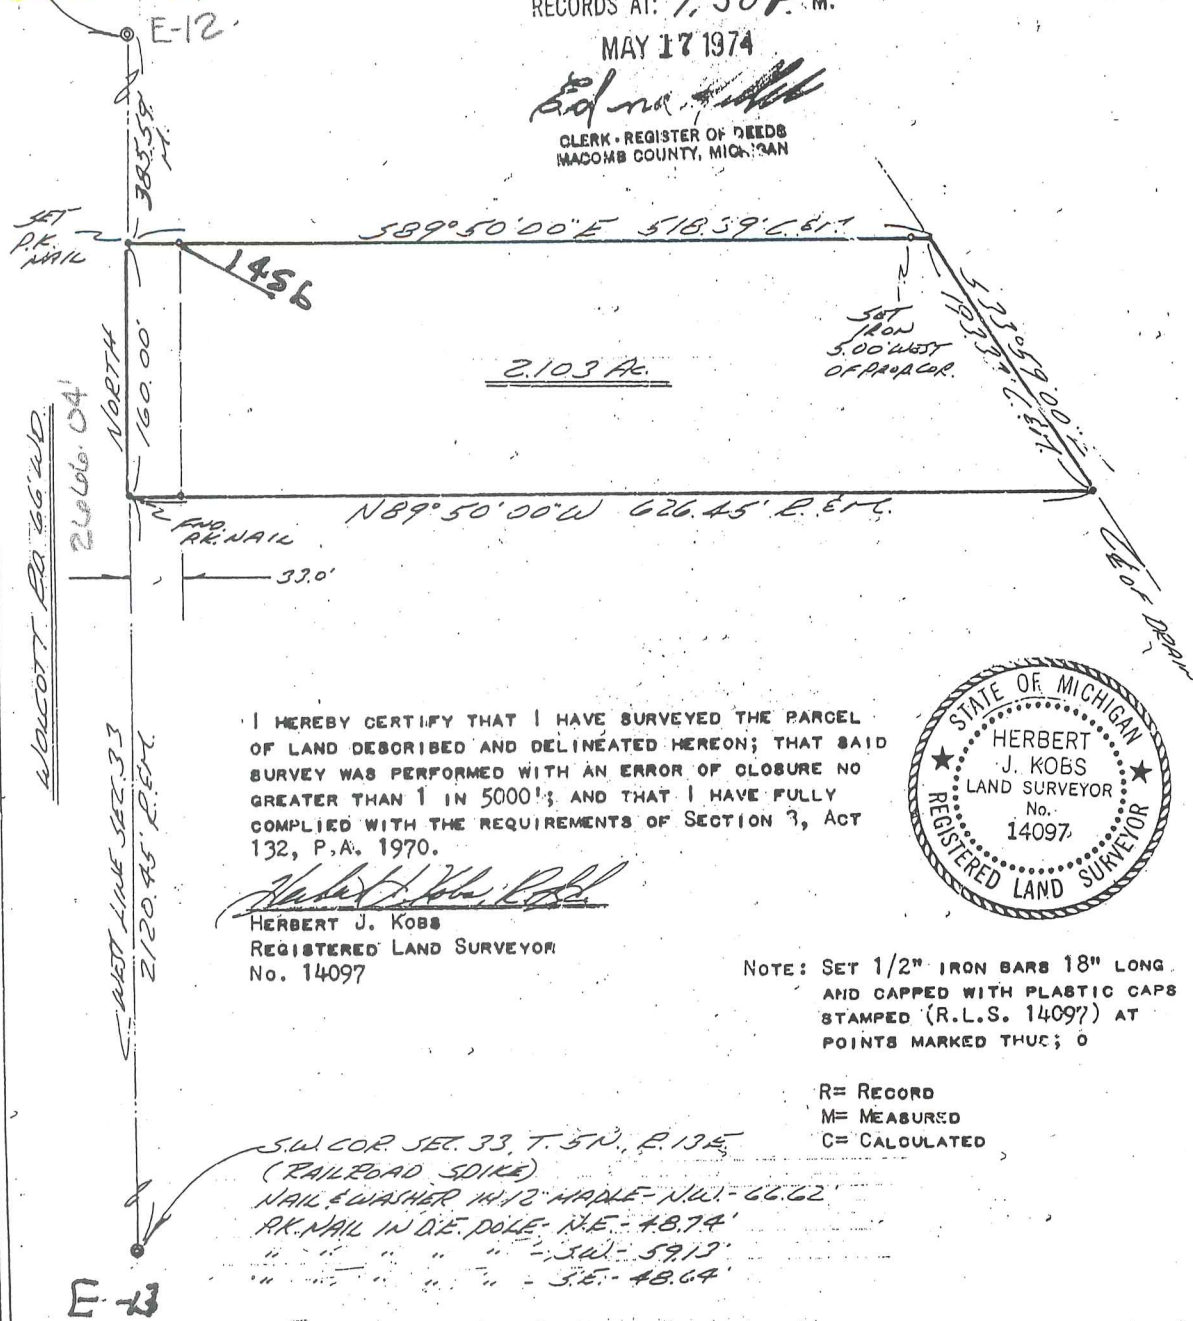 RECORDS AT:
M.
MAY 17 1974
CLERK - REGISTER OF DEEDS
MACOMB COUNTY, MICHIGAN
E-12
385.59'
M.
SET
P.K.
NAIL
S89°50'00"E 518.39' C.&M.
1456
SET
IRON
5.00' WEST
OF PROP. COR.
S33°59'00"E
193.34' C.&M.
2.103 AC.
NORTH
160.00'
2666.04'
WOLCOTT RD. 66' WD.
FND.
P.K. NAIL
N89°50'00"W 626.45' R.&M.
33.0'
℄ OF DRAIN
WEST LINE SEC. 33
2120.45' R.&M.
I HEREBY CERTIFY THAT I HAVE SURVEYED THE PARCEL
OF LAND DESCRIBED AND DELINEATED HEREON; THAT SAID
SURVEY WAS PERFORMED WITH AN ERROR OF CLOSURE NO
GREATER THAN 1 IN 5000'; AND THAT I HAVE FULLY
COMPLIED WITH THE REQUIREMENTS OF SECTION 3, ACT
132, P.A. 1970.
Herbert J. Kobs, R.L.S.
HERBERT J. KOBS
REGISTERED LAND SURVEYOR
No. 14097
STATE OF MICHIGAN
HERBERT
J. KOBS
LAND SURVEYOR
No.
14097
REGISTERED LAND SURVEYOR
NOTE: SET 1/2" IRON BARS 18" LONG
AND CAPPED WITH PLASTIC CAPS
STAMPED (R.L.S. 14097) AT
POINTS MARKED THUS; O
R= RECORD
M= MEASURED
C= CALCULATED
S.W. COR. SEC. 33, T. 5N., R. 13E.
(RAILROAD SPIKE)
NAIL & WASHER IN 12" MAPLE - N.W. - 66.62'
P.K. NAIL IN D.E. POLE - N.E. - 48.74'
" " " " " - S.W. - 59.13'
" " " " " - S.E. - 48.64'
E-13